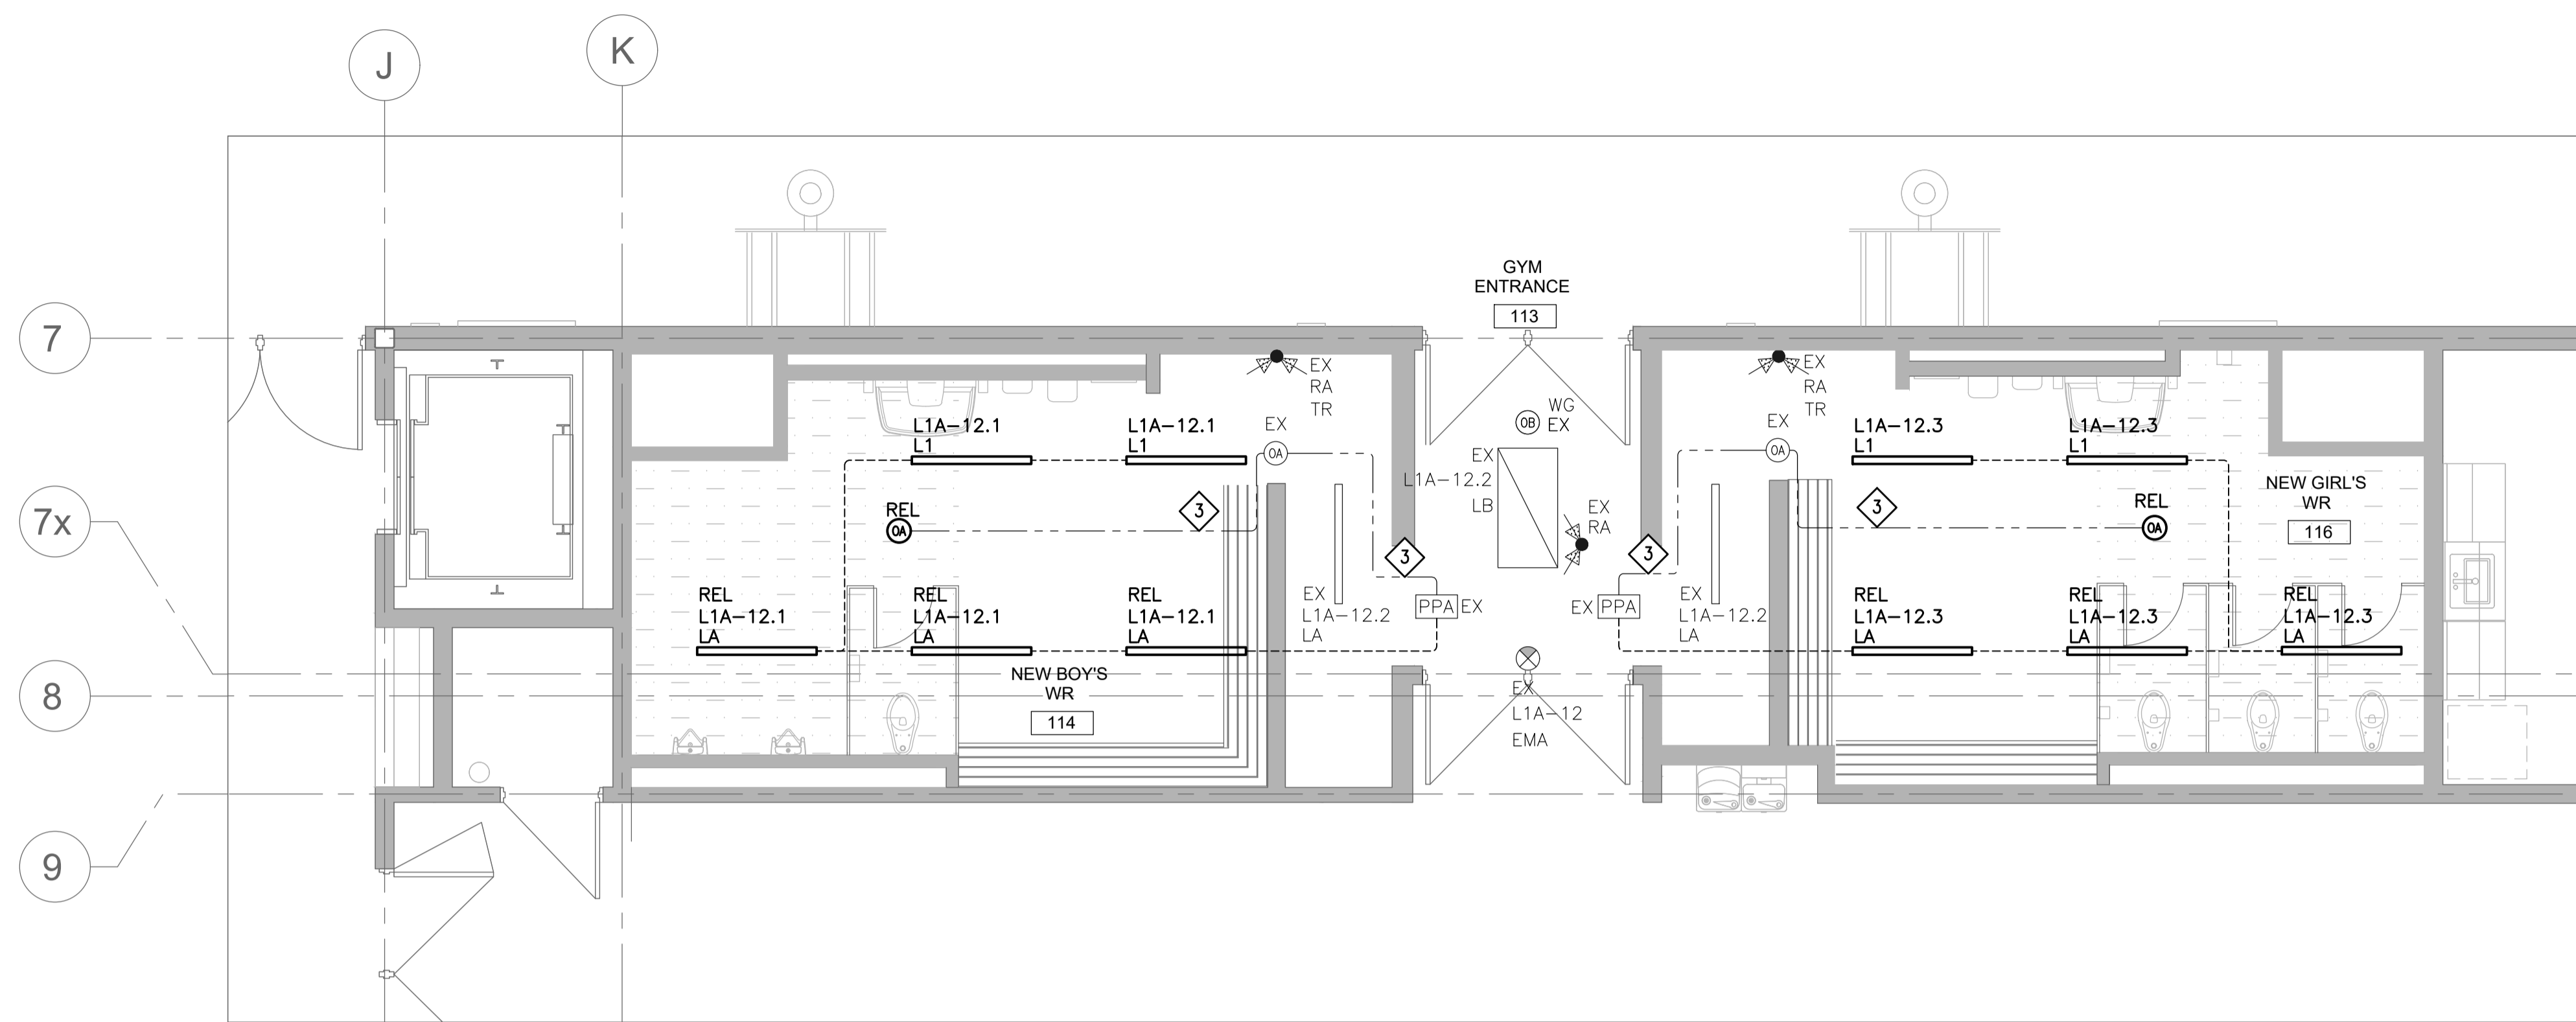 J
K
7
7x
8
9
GYM
ENTRANCE
113
EX
RA
TR
EX
OA
L1A-12.1
L1
L1A-12.1
L1
REL
OA
3
REL
L1A-12.1
LA
REL
L1A-12.1
LA
REL
L1A-12.1
LA
NEW BOY'S
WR
114
EX
L1A-12.2
LA
3
PPA EX
OB
WG
EX
EX
L1A-12.2
LB
EX
RA
EX
L1A-12
EMA
3
EX PPA
EX
RA
TR
EX
OA
EX
L1A-12.2
LA
L1A-12.3
L1
L1A-12.3
L1
3
REL
OA
NEW GIRL'S
WR
116
REL
L1A-12.3
LA
REL
L1A-12.3
LA
REL
L1A-12.3
LA